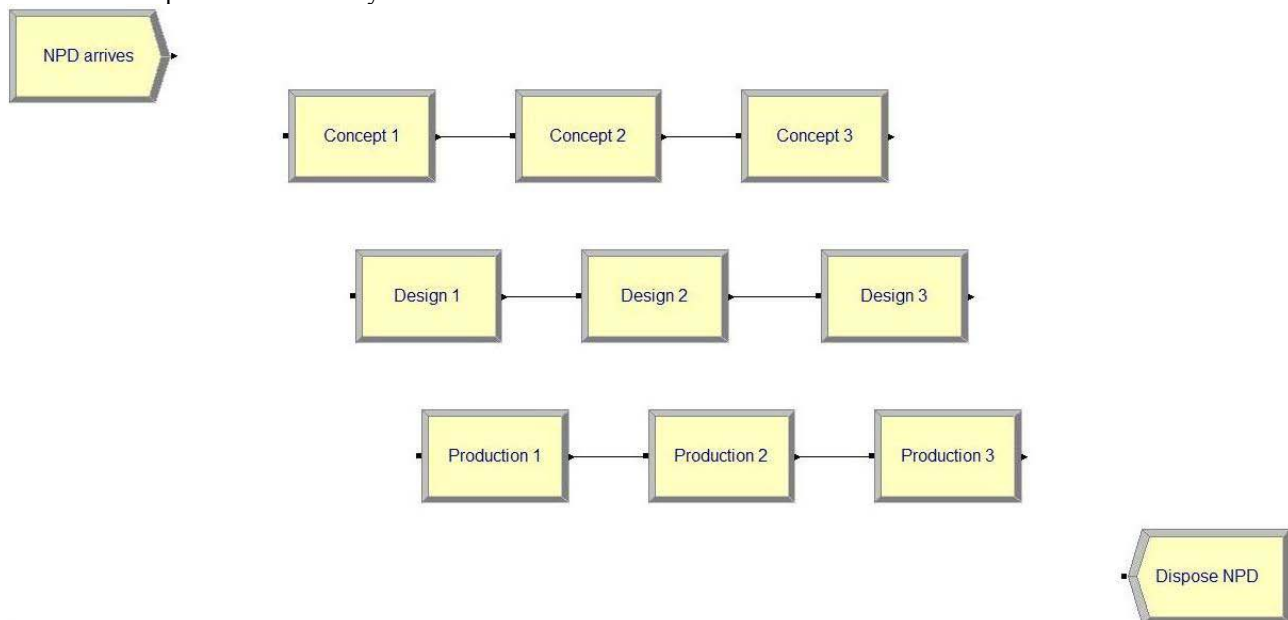 NPD arrives
Concept 1 Concept 2 Concept 3
Design 1 Design 2 Design 3
Production 1 Production 2 Production 3
Dispose NPD